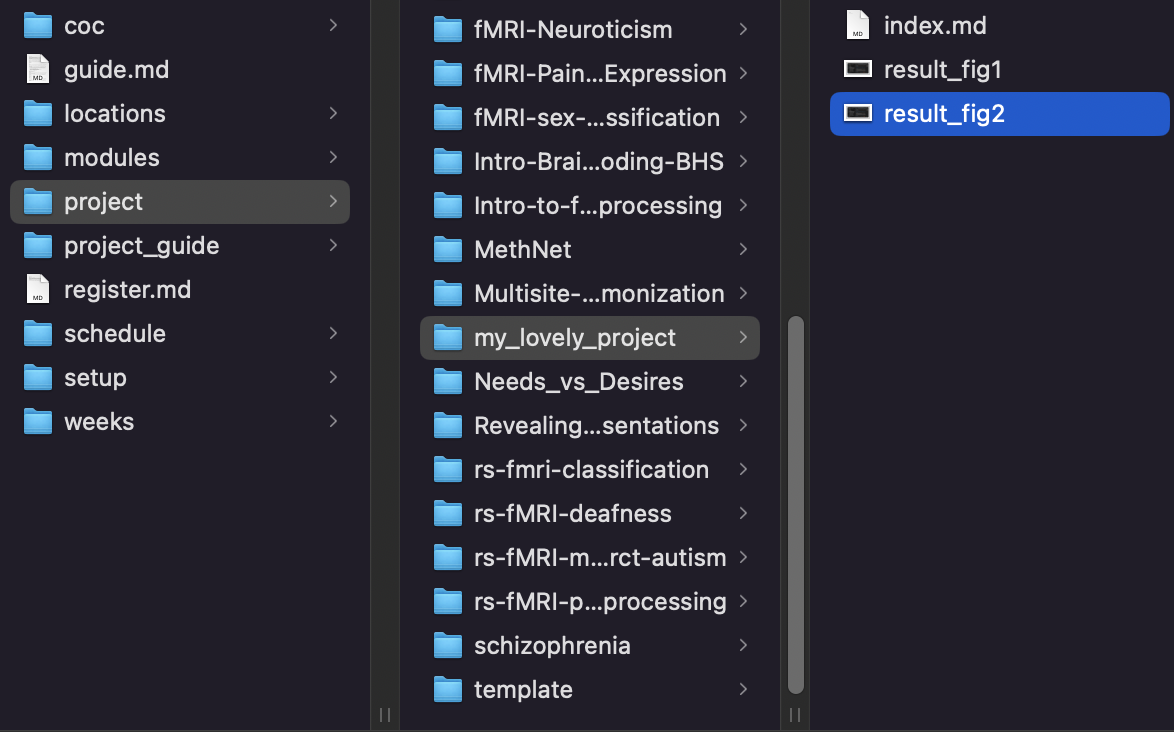 coc
guide.md
locations
modules
project
project_guide
register.md
schedule
setup
weeks
fMRI-Neuroticism
fMRI-Pain...Expression
fMRI-sex-...ssification
Intro-Brai...oding-BHS
Intro-to-f...processing
MethNet
Multisite-...monization
my_lovely_project
Needs_vs_Desires
Revealing...sentations
rs-fmri-classification
rs-fMRI-deafness
rs-fMRI-m...rct-autism
rs-fMRI-p...processing
schizophrenia
template
index.md
result_fig1
result_fig2